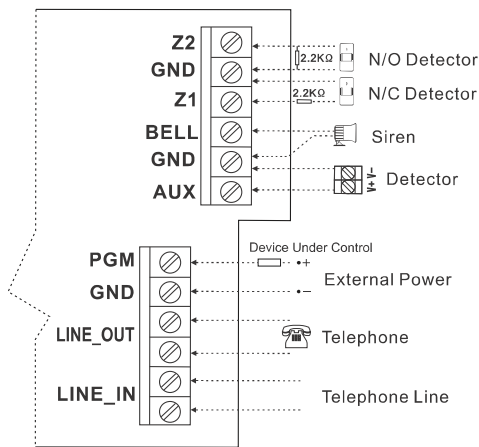 Z2
GND
Z1
BELL
GND
AUX
2.2KΩ
N/O Detector
2.2KΩ
N/C Detector
Siren
V-
V+
Detector
PGM
GND
LINE_OUT
LINE_IN
Device Under Control
+
External Power
-
Telephone
Telephone Line